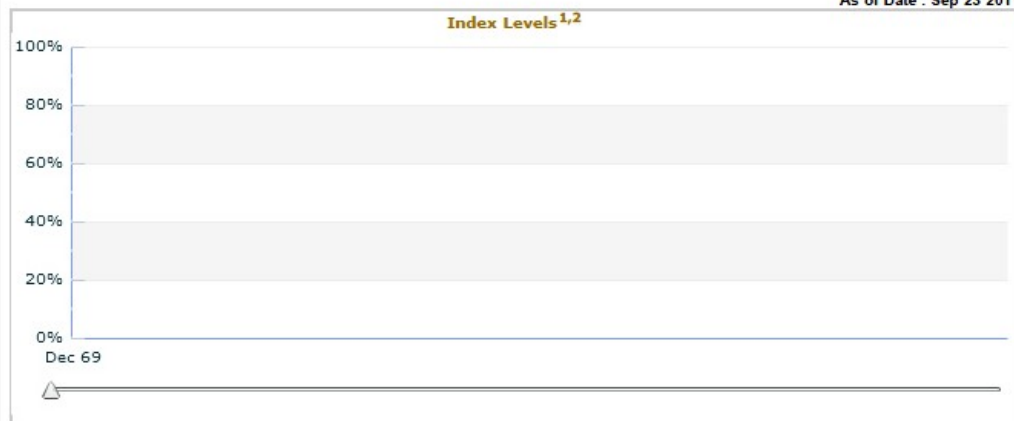 As of Date : Sep 23 201
Index Levels1,2
100%
80%
60%
40%
20%
0%
Dec 69